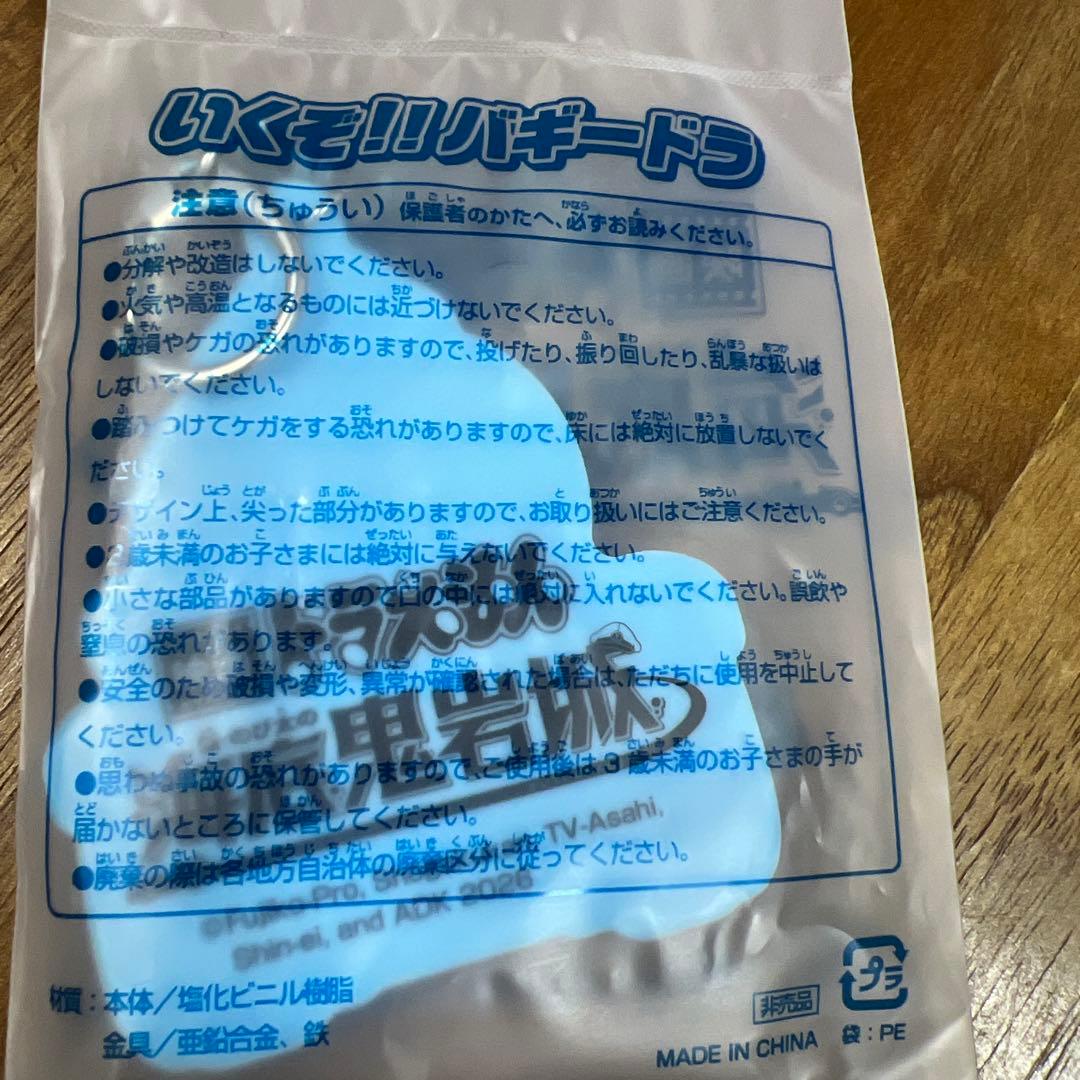 いくぞ!!バギードラ
注意(ちゅうい) 保護者のかたへ、必ずお読みください。
●分解や改造はしないでください。
●火気や高温となるものには近づけないでください。
●破損やケガの恐れがありますので、投げたり、振り回したり、乱暴な扱いは
しないでください。
●踏みつけてケガをする恐れがありますので、床には絶対に放置しないでく
ださい。
●デザイン上、尖った部分がありますので、お取り扱いにはご注意ください。
●3歳未満のお子さまには絶対に与えないでください。
●小さな部品がありますので口の中には絶対に入れないでください。誤飲や
窒息の恐れがあります。
●安全のため破損や変形、異常が確認された場合は、ただちに使用を中止して
ください。
●思わぬ事故の恐れがありますので、ご使用後は3歳未満のお子さまの手が
届かないところに保管してください。
●廃棄の際は各地方自治体の廃棄区分に従ってください。
のび太の
海底鬼岩城
TV-Asahi,
©Fujiko-Pro,
Shin-ei, and ADK 2026
材質:本体/塩化ビニル樹脂
金具/亜鉛合金、鉄
非売品
プラ
MADE IN CHINA 袋:PE